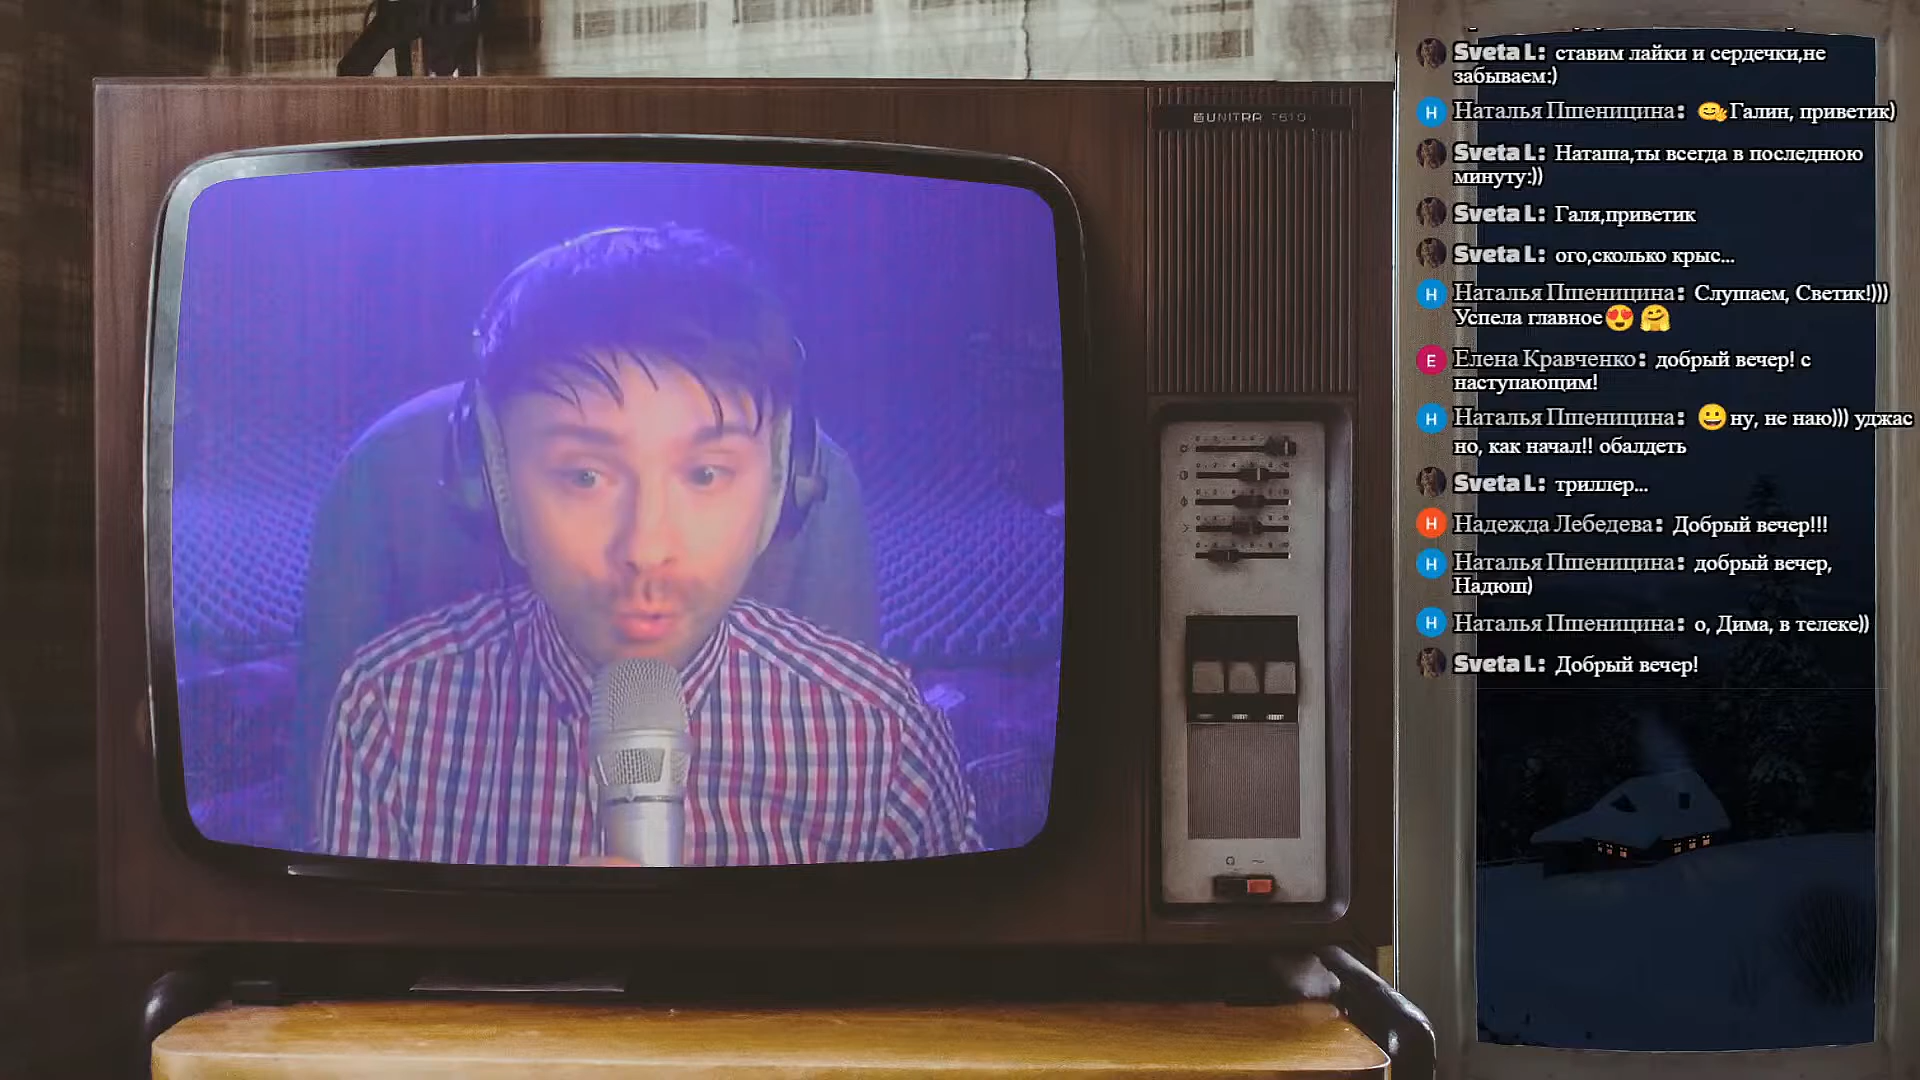 UNITRA T610
Sveta L: ставим лайки и сердечки,не
забываем:)
Наталья Пшеницина: Галин, приветик)
Sveta L: Наташа,ты всегда в последнюю
минуту:))
Sveta L: Галя,приветик
Sveta L: ого,сколько крыс...
Наталья Пшеницина: Слушаем, Светик!)))
Успела главное
Елена Кравченко: добрый вечер! с
наступающим!
Наталья Пшеницина: ну, не наю))) уджас
но, как начал!! обалдеть
Sveta L: триллер...
Надежда Лебедева: Добрый вечер!!!
Наталья Пшеницина: добрый вечер,
Надюш)
Наталья Пшеницина: о, Дима, в телеке))
Sveta L: Добрый вечер!